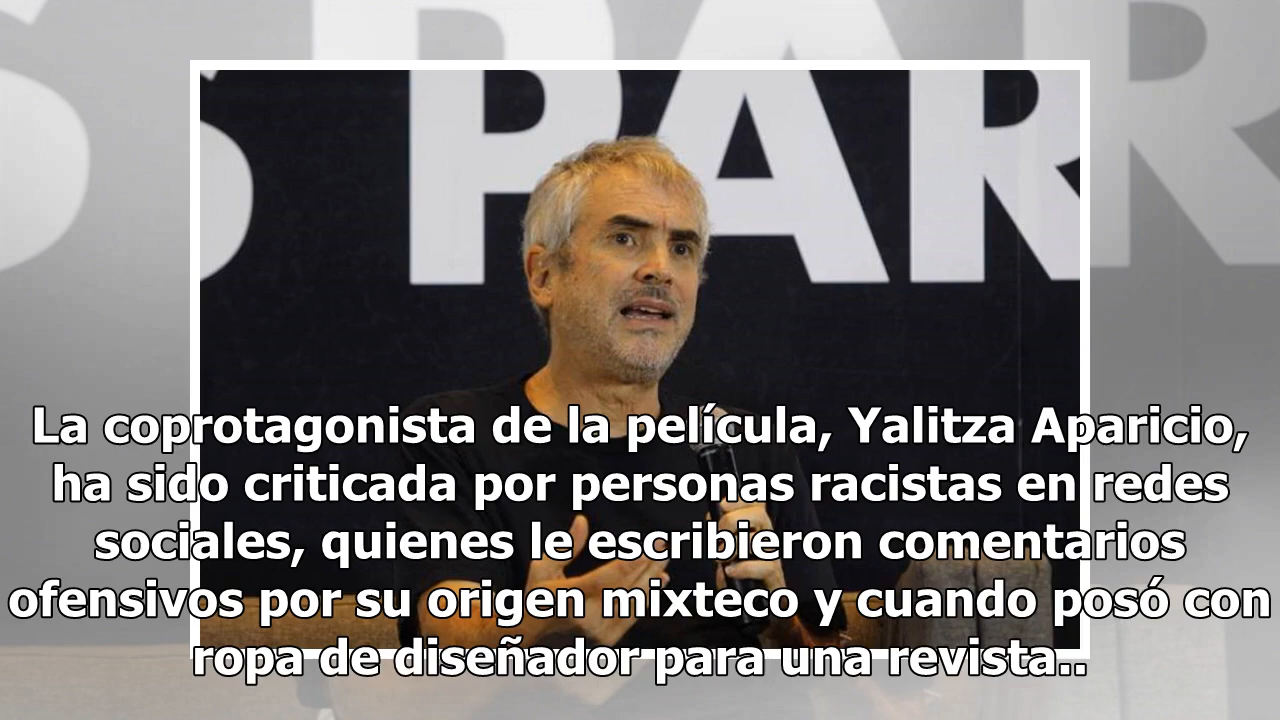 S PAR
La coprotagonista de la película, Yalitza Aparicio,
ha sido criticada por personas racistas en redes
sociales, quienes le escribieron comentarios
ofensivos por su origen mixteco y cuando posó con
ropa de diseñador para una revista..